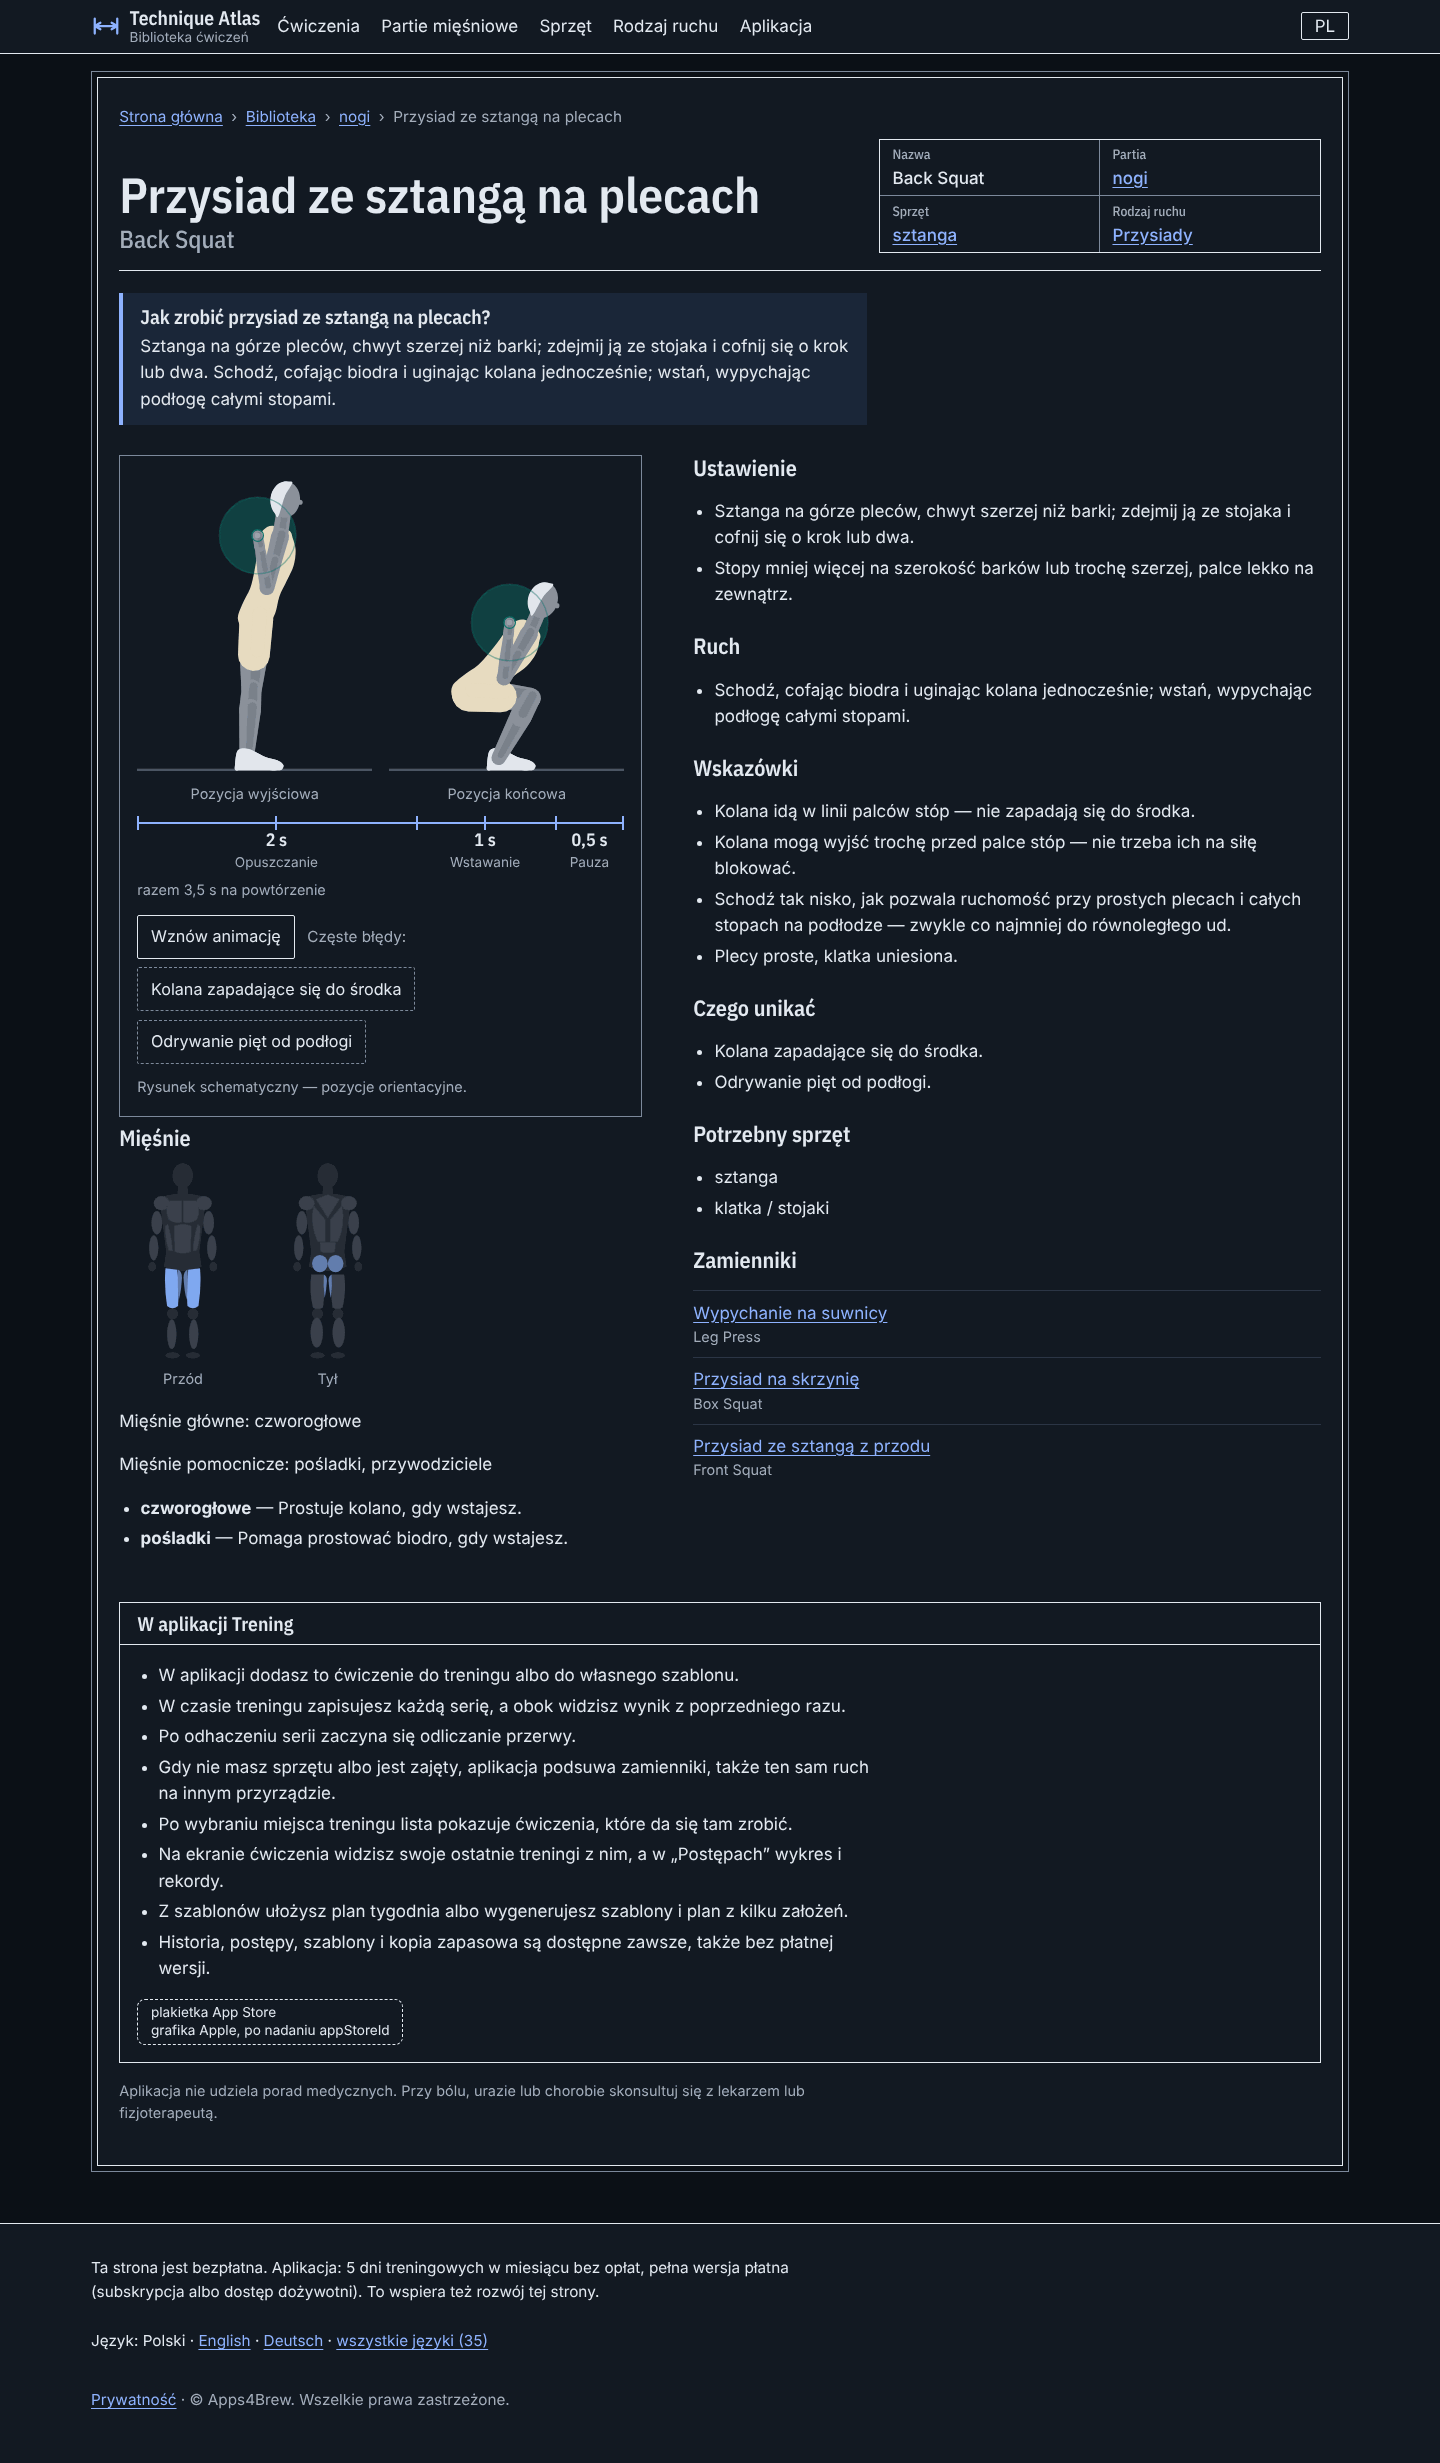 Technique Atlas
Biblioteka ćwiczeń
Ćwiczenia
Partie mięśniowe
Sprzęt
Rodzaj ruchu
Aplikacja
PL
Strona główna › Biblioteka › nogi › Przysiad ze sztangą na plecach
Przysiad ze sztangą na plecach
Back Squat
Nazwa
Back Squat
Partia
nogi
Sprzęt
sztanga
Rodzaj ruchu
Przysiady
Jak zrobić przysiad ze sztangą na plecach?
Sztanga na górze pleców, chwyt szerzej niż barki; zdejmij ją ze stojaka i cofnij się o krok
lub dwa. Schodź, cofając biodra i uginając kolana jednocześnie; wstań, wypychając
podłogę całymi stopami.
Pozycja wyjściowa
Pozycja końcowa
2 s
Opuszczanie
1 s
Wstawanie
0,5 s
Pauza
razem 3,5 s na powtórzenie
Wznów animację
Częste błędy:
Kolana zapadające się do środka
Odrywanie pięt od podłogi
Rysunek schematyczny — pozycje orientacyjne.
Mięśnie
Przód
Tył
Mięśnie główne: czworogłowe
Mięśnie pomocnicze: pośladki, przywodziciele
• czworogłowe — Prostuje kolano, gdy wstajesz.
• pośladki — Pomaga prostować biodro, gdy wstajesz.
Ustawienie
• Sztanga na górze pleców, chwyt szerzej niż barki; zdejmij ją ze stojaka i
cofnij się o krok lub dwa.
• Stopy mniej więcej na szerokość barków lub trochę szerzej, palce lekko na
zewnątrz.
Ruch
• Schodź, cofając biodra i uginając kolana jednocześnie; wstań, wypychając
podłogę całymi stopami.
Wskazówki
• Kolana idą w linii palców stóp — nie zapadają się do środka.
• Kolana mogą wyjść trochę przed palce stóp — nie trzeba ich na siłę
blokować.
• Schodź tak nisko, jak pozwala ruchomość przy prostych plecach i całych
stopach na podłodze — zwykle co najmniej do równoległego ud.
• Plecy proste, klatka uniesiona.
Czego unikać
• Kolana zapadające się do środka.
• Odrywanie pięt od podłogi.
Potrzebny sprzęt
• sztanga
• klatka / stojaki
Zamienniki
Wypychanie na suwnicy
Leg Press
Przysiad na skrzynię
Box Squat
Przysiad ze sztangą z przodu
Front Squat
W aplikacji Trening
• W aplikacji dodasz to ćwiczenie do treningu albo do własnego szablonu.
• W czasie treningu zapisujesz każdą serię, a obok widzisz wynik z poprzedniego razu.
• Po odhaczeniu serii zaczyna się odliczanie przerwy.
• Gdy nie masz sprzętu albo jest zajęty, aplikacja podsuwa zamienniki, także ten sam ruch
na innym przyrządzie.
• Po wybraniu miejsca treningu lista pokazuje ćwiczenia, które da się tam zrobić.
• Na ekranie ćwiczenia widzisz swoje ostatnie treningi z nim, a w „Postępach” wykres i
rekordy.
• Z szablonów ułożysz plan tygodnia albo wygenerujesz szablony i plan z kilku założeń.
• Historia, postępy, szablony i kopia zapasowa są dostępne zawsze, także bez płatnej
wersji.
plakietka App Store
grafika Apple, po nadaniu appStoreId
Aplikacja nie udziela porad medycznych. Przy bólu, urazie lub chorobie skonsultuj się z lekarzem lub
fizjoterapeutą.
Ta strona jest bezpłatna. Aplikacja: 5 dni treningowych w miesiącu bez opłat, pełna wersja płatna
(subskrypcja albo dostęp dożywotni). To wspiera też rozwój tej strony.
Język: Polski · English · Deutsch · wszystkie języki (35)
Prywatność · © Apps4Brew. Wszelkie prawa zastrzeżone.